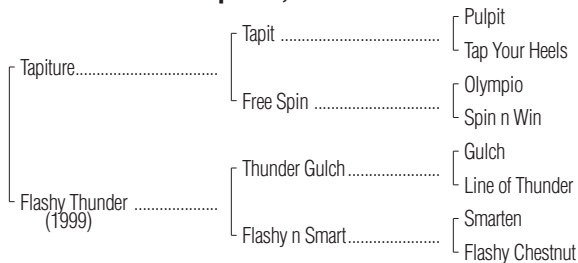 Tapit ........................................ Pulpit
Tap Your Heels
Tapiture...................................
Olympio
Free Spin ................................
Spin n Win
Gulch
Thunder Gulch.......................
Line of Thunder
Flashy Thunder .....................
(1999)
Smarten
Flashy n Smart.......................
Flashy Chestnut